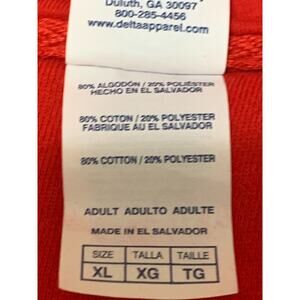 Duluth, GA 30097
800-285-4456
www.deltaapparel.com
80% ALGODÓN / 20% POLIÉSTER
HECHO EN EL SALVADOR
80% COTON / 20% POLYESTER
FABRIQUE AU EL SALVADOR
80% COTTON / 20% POLYESTER
ADULT ADULTO ADULTE
MADE IN EL SALVADOR
SIZE TALLA TAILLE
XL XG TG